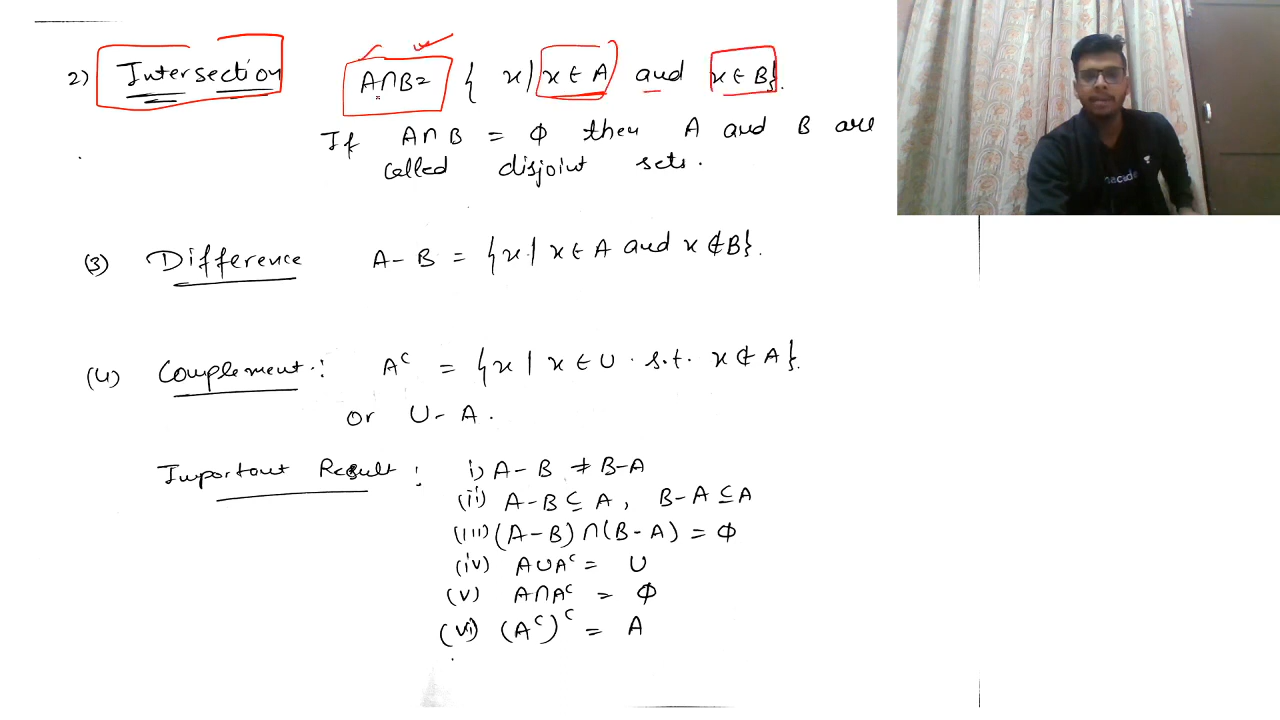 2) Intersection A∩B= { x | x ∈ A and x ∈ B}.
If A∩B = ϕ then A and B are
called disjoint sets.
(3) Difference A-B = {x | x ∈ A and x ∉ B}.
(4) Complement : A^c = {x | x ∈ U s.t. x ∉ A}.
or U - A.
Important Result : i) A-B ≠ B-A
(ii) A-B ⊆ A, B-A ⊆ A
(iii) (A-B) ∩ (B-A) = ϕ
(iv) A∪A^c = U
(v) A∩A^c = ϕ
(vi) (A^c)^c = A